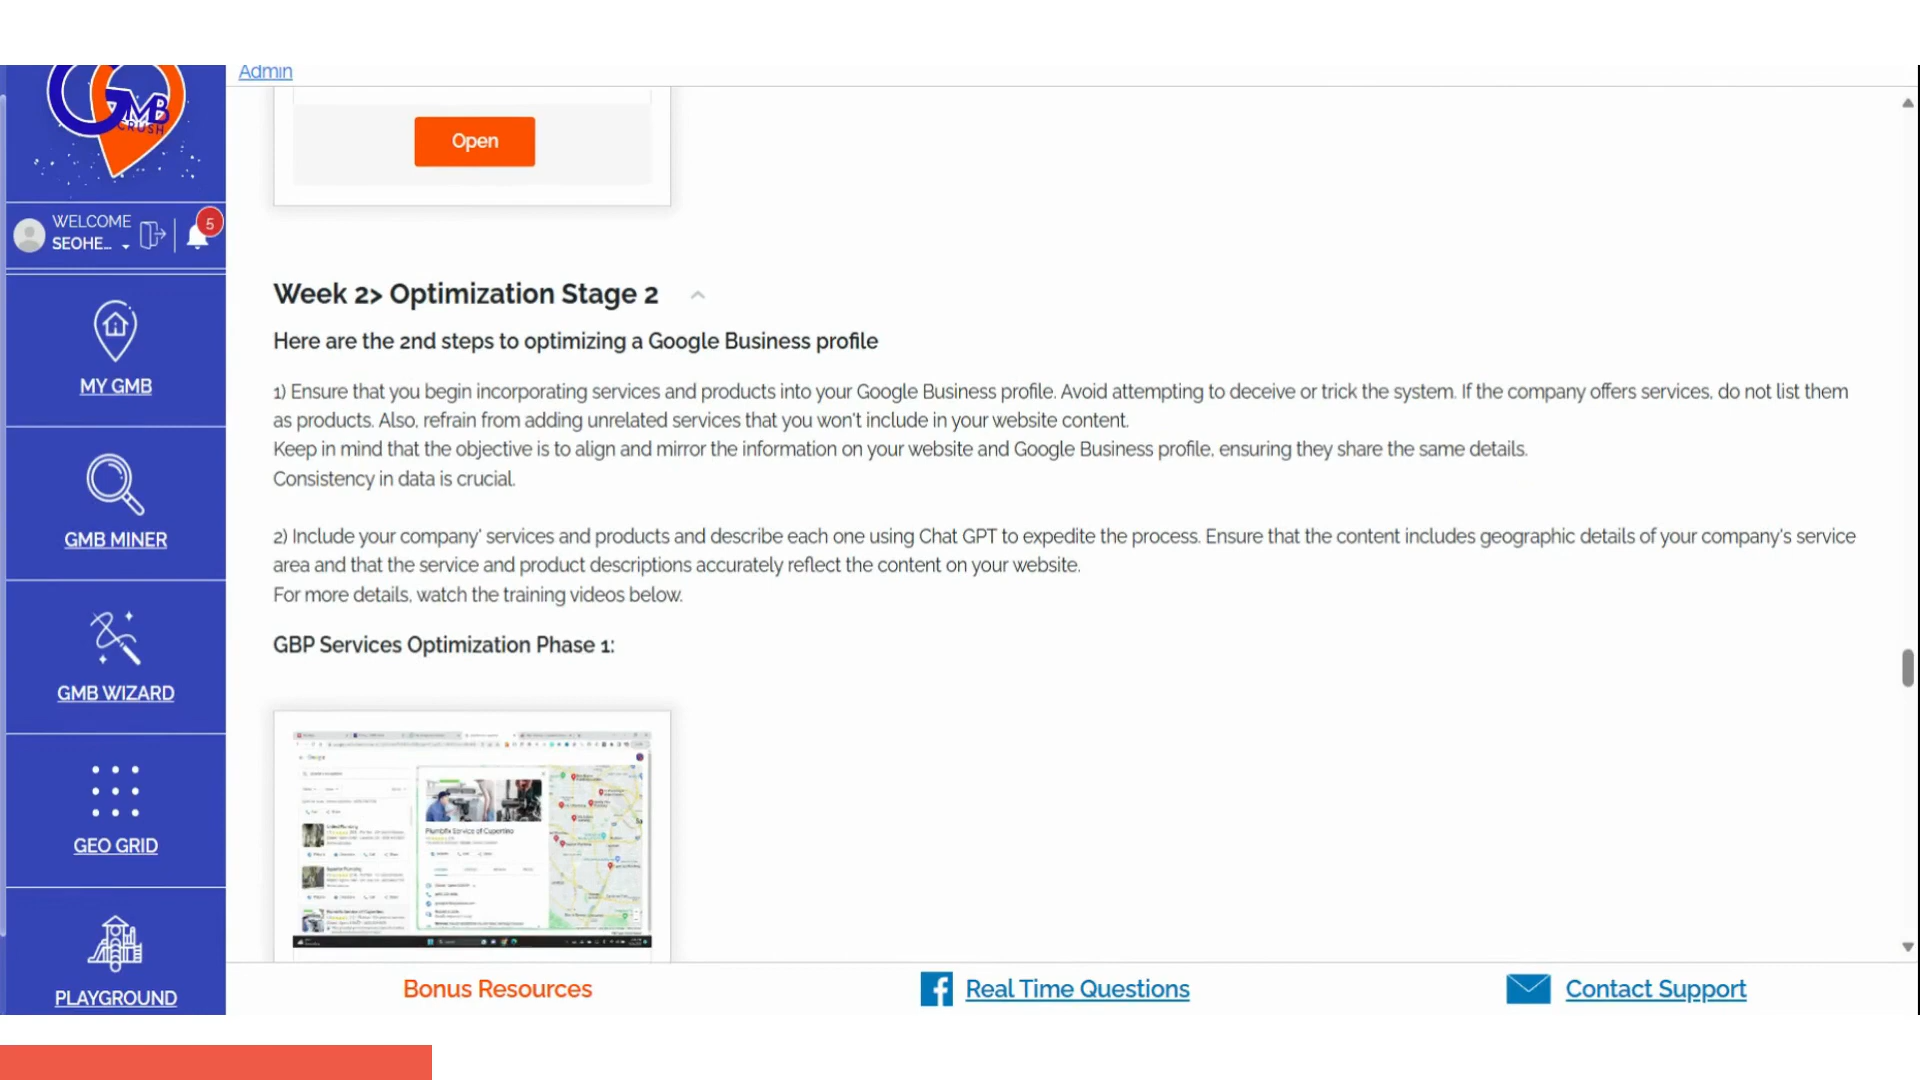 Admin
GMB
CRUSH
Open
WELCOME
SEOHE...
5
Week 2> Optimization Stage 2
Here are the 2nd steps to optimizing a Google Business profile
1) Ensure that you begin incorporating services and products into your Google Business profile. Avoid attempting to deceive or trick the system. If the company offers services, do not list them
as products. Also, refrain from adding unrelated services that you won't include in your website content.
Keep in mind that the objective is to align and mirror the information on your website and Google Business profile, ensuring they share the same details.
Consistency in data is crucial.
2) Include your company' services and products and describe each one using Chat GPT to expedite the process. Ensure that the content includes geographic details of your company's service
area and that the service and product descriptions accurately reflect the content on your website.
For more details, watch the training videos below.
GBP Services Optimization Phase 1:
Plumbfix Service of Cupertino
MY GMB
GMB MINER
GMB WIZARD
GEO GRID
PLAYGROUND
Bonus Resources
Real Time Questions
Contact Support